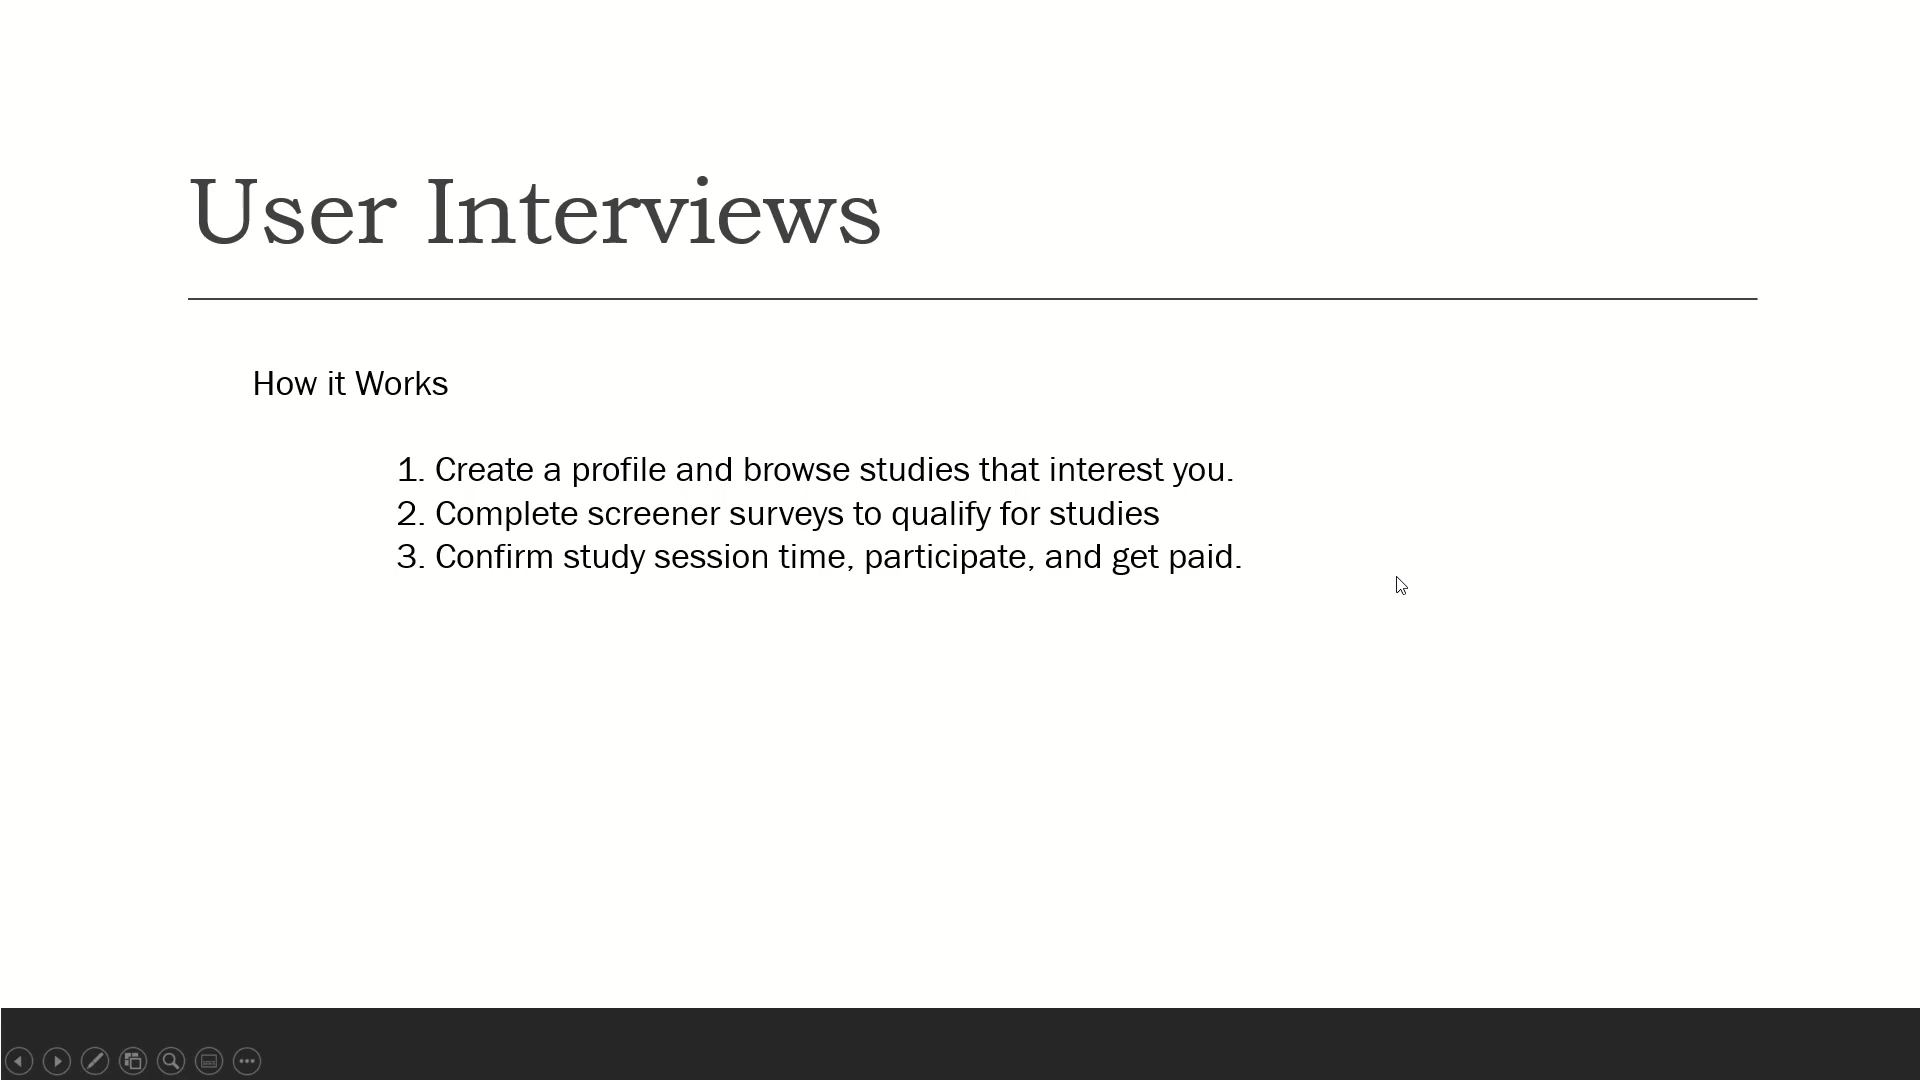 User Interviews
How it Works
1. Create a profile and browse studies that interest you.
2. Complete screener surveys to qualify for studies
3. Confirm study session time, participate, and get paid.